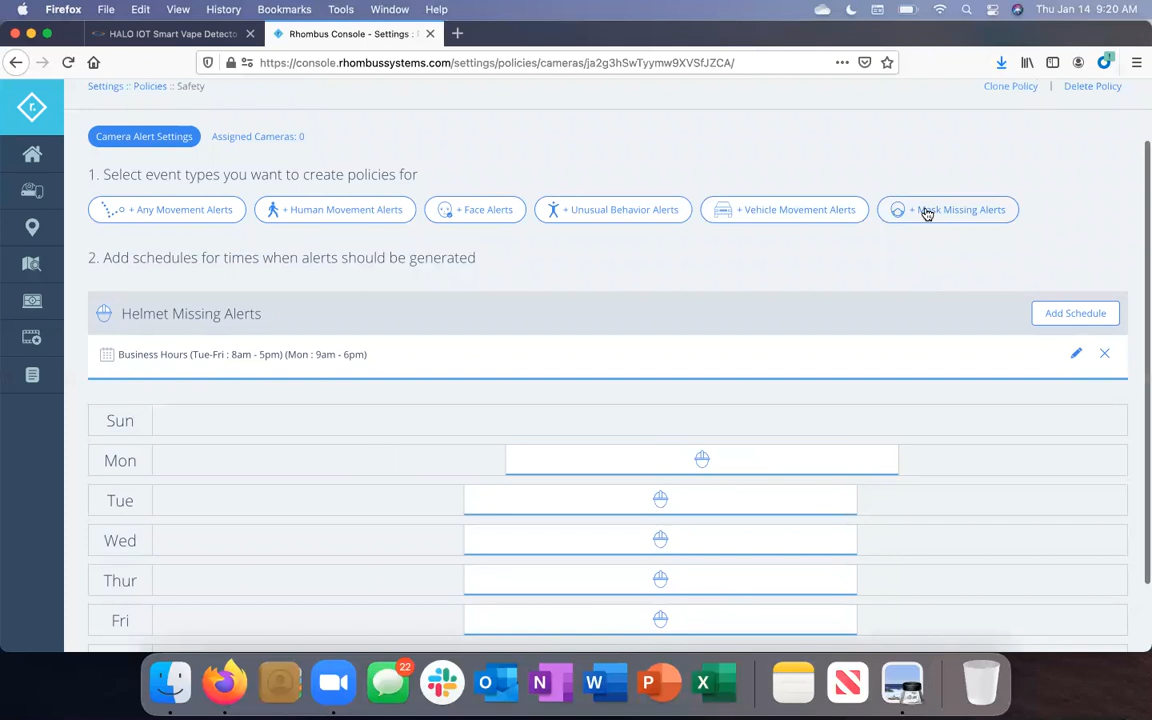 Firefox File Edit View History Bookmarks Tools Window Help Thu Jan 14 9:20 AM
HALO IOT Smart Vape Detecto Rhombus Console - Settings :
https://console.rhombussystems.com/settings/policies/cameras/ja2g3hSwTyymw9XVSfJZCA/
Settings :: Policies :: Safety Clone Policy | Delete Policy
r.
Camera Alert Settings Assigned Cameras: 0
1. Select event types you want to create policies for
+ Any Movement Alerts + Human Movement Alerts + Face Alerts + Unusual Behavior Alerts + Vehicle Movement Alerts + Mask Missing Alerts
2. Add schedules for times when alerts should be generated
Helmet Missing Alerts Add Schedule
Business Hours (Tue-Fri : 8am - 5pm) (Mon : 9am - 6pm)
Sun
Mon
Tue
Wed
Thur
Fri
22
N W P X